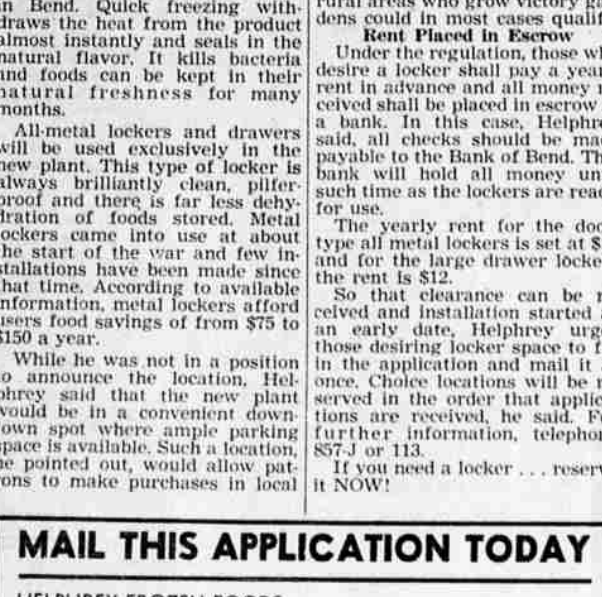 in Bend. Quick freezing with-
draws the heat from the product
almost instantly and seals in the
natural flavor. It kills bacteria
and foods can be kept in their
natural freshness for many
months.
All-metal lockers and drawers
will be used exclusively in the
new plant. This type of locker is
always brilliantly clean, pilfer-
proof and there is far less dehy-
dration of foods stored. Metal
lockers came into use at about
the start of the war and few in-
stallations have been made since
that time. According to available
information, metal lockers afford
users food savings of from $75 to
$150 a year.
While he was not in a position
to announce the location, Hel-
phrey said that the new plant
would be in a convenient down-
town spot where ample parking
space is available. Such a location,
he pointed out, would allow pat-
rons to make purchases in local
rural areas who grow victory ga
dens could in most cases qualif
Rent Placed in Escrow
Under the regulation, those wh
desire a locker shall pay a year
rent in advance and all money r
ceived shall be placed in escrow
a bank. In this case, Helphre
said, all checks should be mad
payable to the Bank of Bend. Th
bank will hold all money un
such time as the lockers are read
for use.
The yearly rent for the doo
type all metal lockers is set at $
and for the large drawer locke
the rent is $12.
So that clearance can be r
ceived and installation started
an early date, Helphrey urge
those desiring locker space to f
in the application and mail it
once. Choice locations will be r
served in the order that applic
tions are received, he said. Fo
further information, telephon
857-J or 113.
If you need a locker . . . reserv
it NOW!
MAIL THIS APPLICATION TODAY
HELPHREY FROZEN FOODS